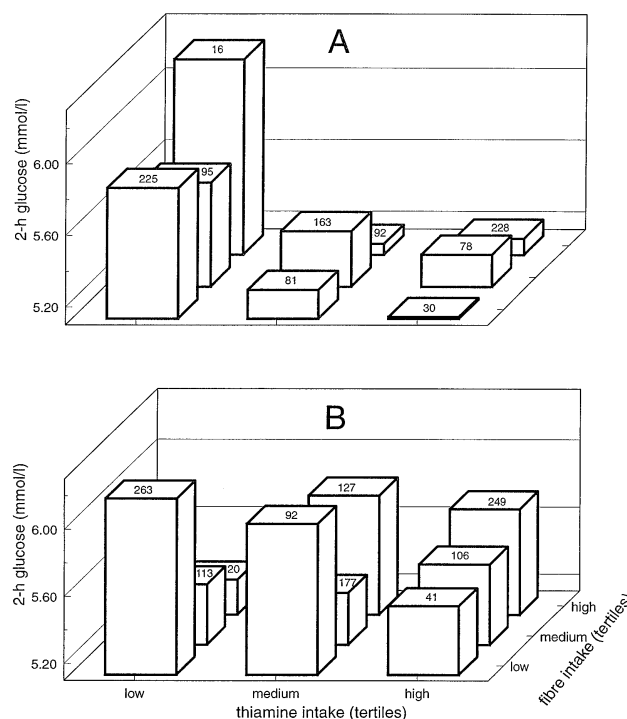 A
2-h glucose (mmol/l)
6.00
5.60
5.20
16
225
95
163
92
228
78
81
30
B
2-h glucose (mmol/l)
6.00
5.60
5.20
263
113
20
92
127
177
249
106
41
high
medium
low
fibre intake (tertiles)
low medium high
thiamine intake (tertiles)